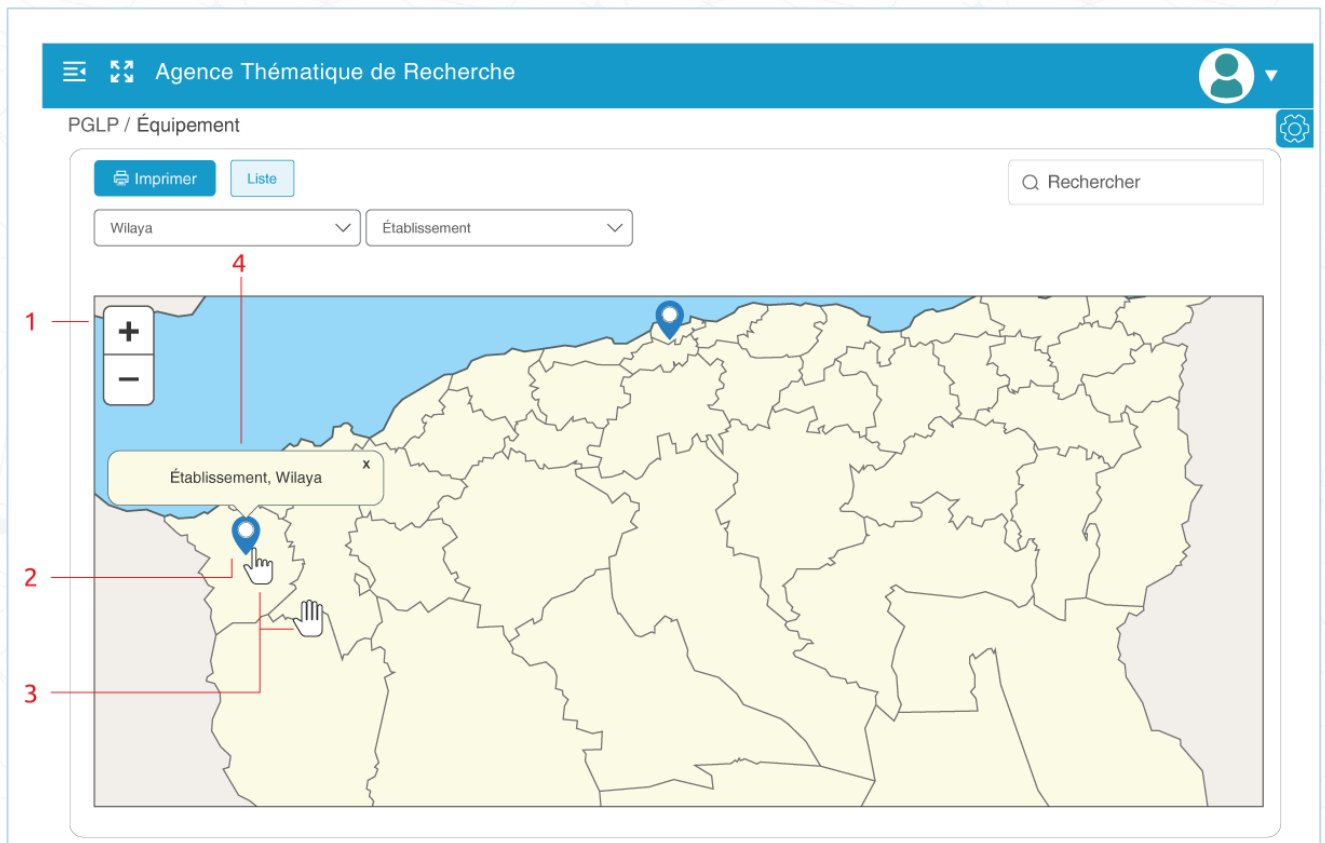 Agence Thématique de Recherche
PGLP / Équipement
Imprimer
Liste
Rechercher
Wilaya
Établissement
4
1
+
−
Établissement, Wilaya
x
2
3